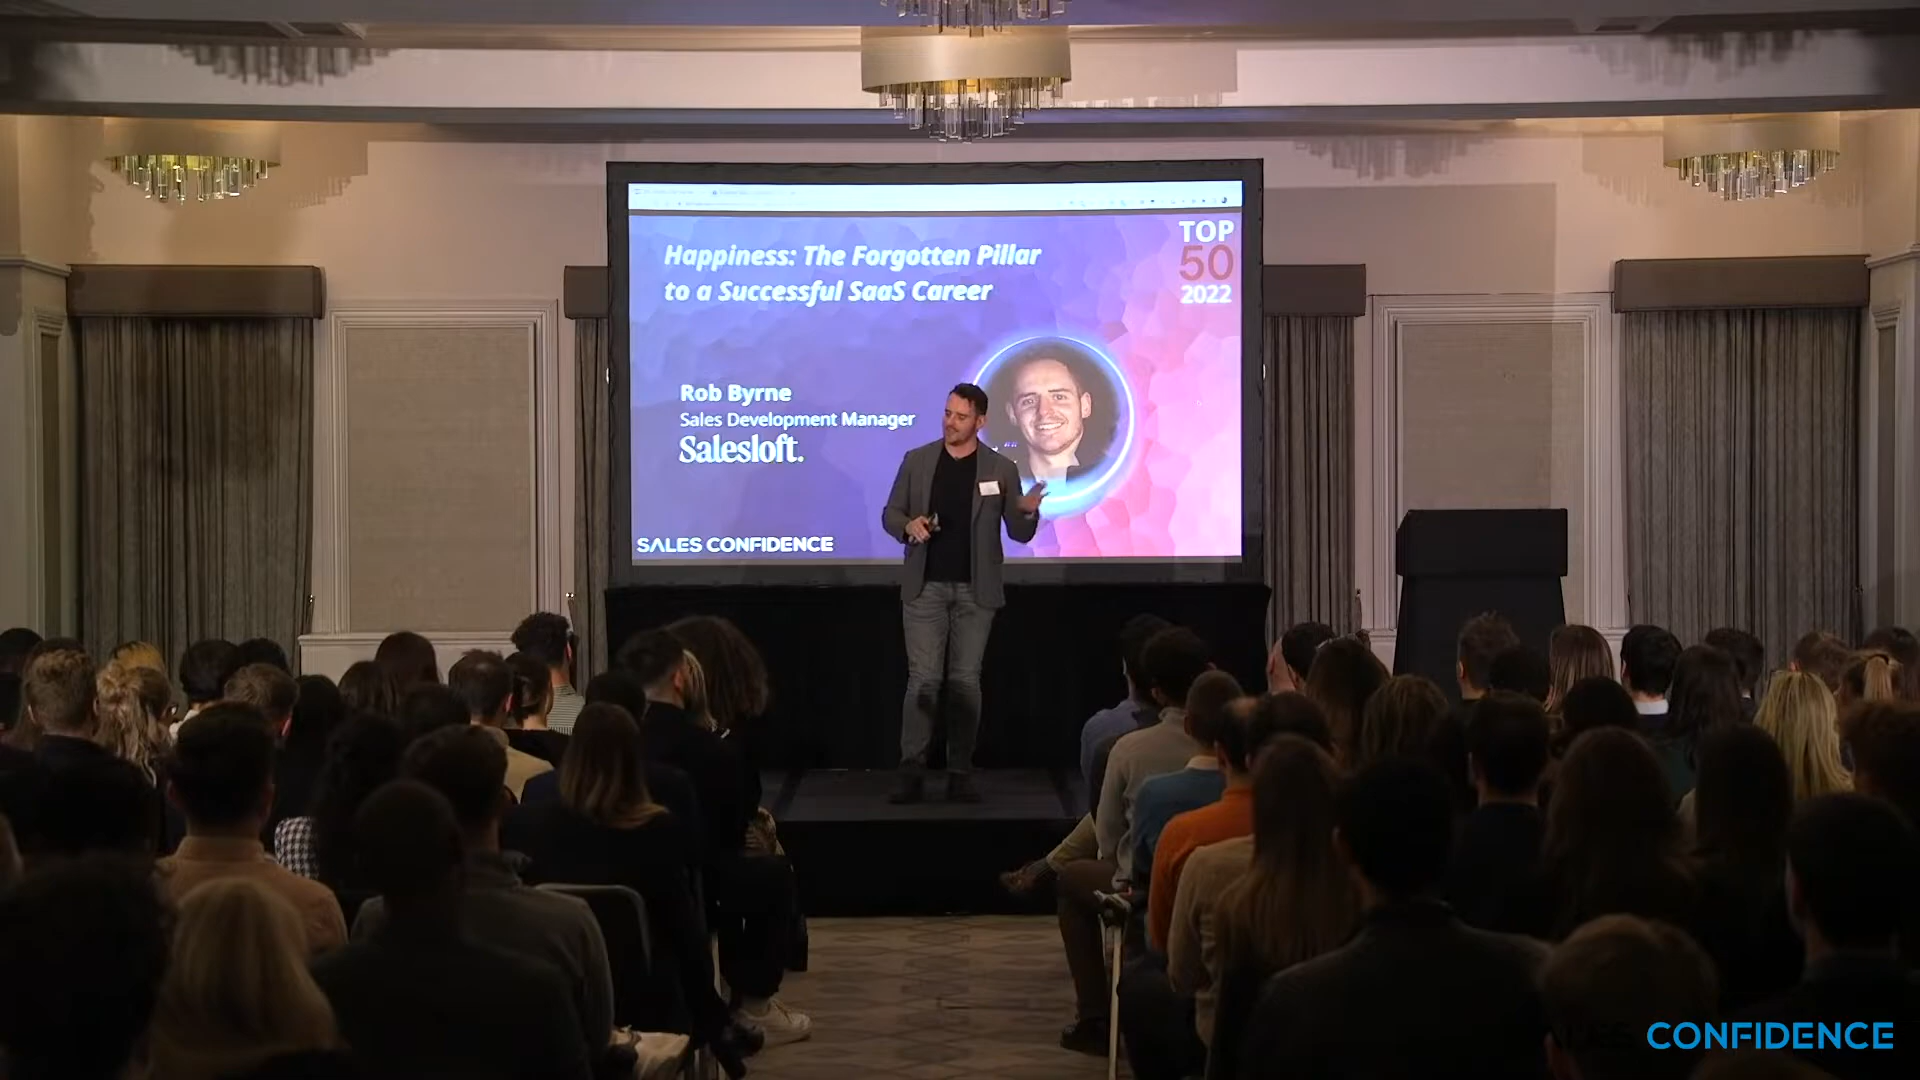 Happiness: The Forgotten Pillar
to a Successful SaaS Career
TOP
50
2022
Rob Byrne
Sales Development Manager
Salesloft.
SALES CONFIDENCE
CONFIDENCE